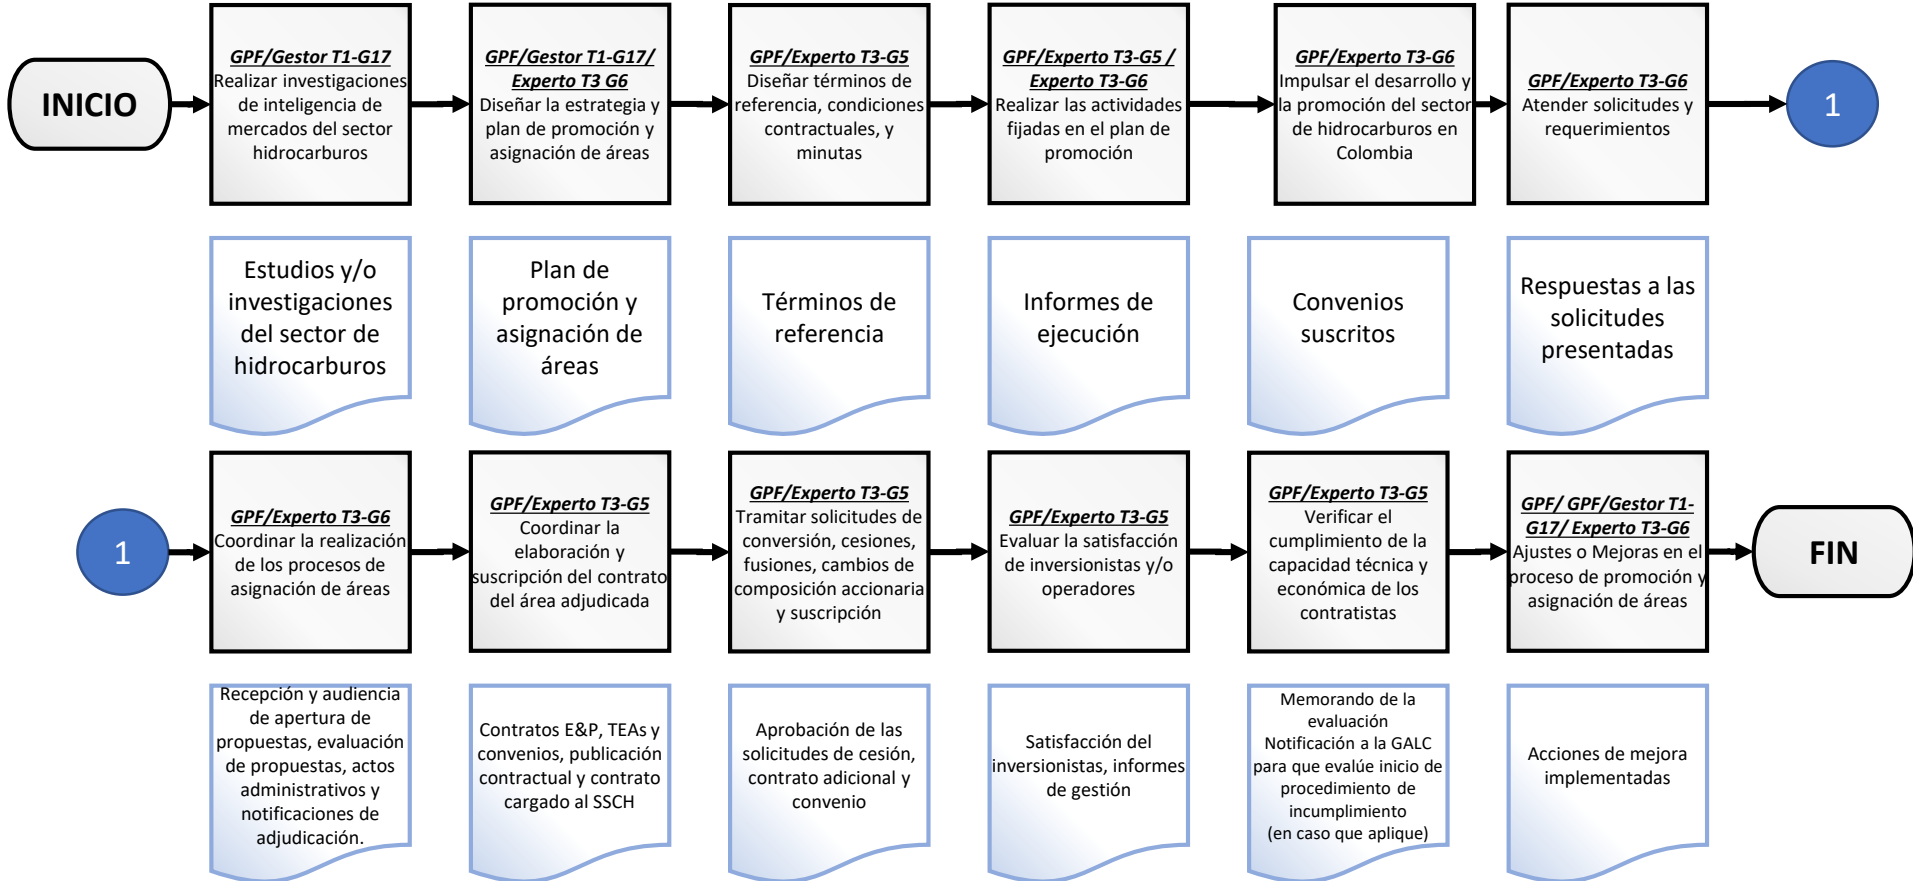 INICIO
GPF/Gestor T1-G17
Realizar investigaciones
de inteligencia de
mercados del sector
hidrocarburos
GPF/Gestor T1-G17/
Experto T3 G6
Diseñar la estrategia y
plan de promoción y
asignación de áreas
GPF/Experto T3-G5
Diseñar términos de
referencia, condiciones
contractuales, y
minutas
GPF/Experto T3-G5 /
Experto T3-G6
Realizar las actividades
fijadas en el plan de
promoción
GPF/Experto T3-G6
Impulsar el desarrollo y
la promoción del sector
de hidrocarburos en
Colombia
GPF/Experto T3-G6
Atender solicitudes y
requerimientos
1
Estudios y/o
investigaciones
del sector de
hidrocarburos
Plan de
promoción y
asignación de
áreas
Términos de
referencia
Informes de
ejecución
Convenios
suscritos
Respuestas a las
solicitudes
presentadas
1
GPF/Experto T3-G6
Coordinar la realización
de los procesos de
asignación de áreas
GPF/Experto T3-G5
Coordinar la
elaboración y
suscripción del contrato
del área adjudicada
GPF/Experto T3-G5
Tramitar solicitudes de
conversión, cesiones,
fusiones, cambios de
composición accionaria
y suscripción
GPF/Experto T3-G5
Evaluar la satisfacción
de inversionistas y/o
operadores
GPF/Experto T3-G5
Verificar el
cumplimiento de la
capacidad técnica y
económica de los
contratistas
GPF/ GPF/Gestor T1-
G17/ Experto T3-G6
Ajustes o Mejoras en el
proceso de promoción y
asignación de áreas
FIN
Recepción y audiencia
de apertura de
propuestas, evaluación
de propuestas, actos
administrativos y
notificaciones de
adjudicación.
Contratos E&P, TEAs y
convenios, publicación
contractual y contrato
cargado al SSCH
Aprobación de las
solicitudes de cesión,
contrato adicional y
convenio
Satisfacción del
inversionistas, informes
de gestión
Memorando de la
evaluación
Notificación a la GALC
para que evalúe inicio de
procedimiento de
incumplimiento
(en caso que aplique)
Acciones de mejora
implementadas